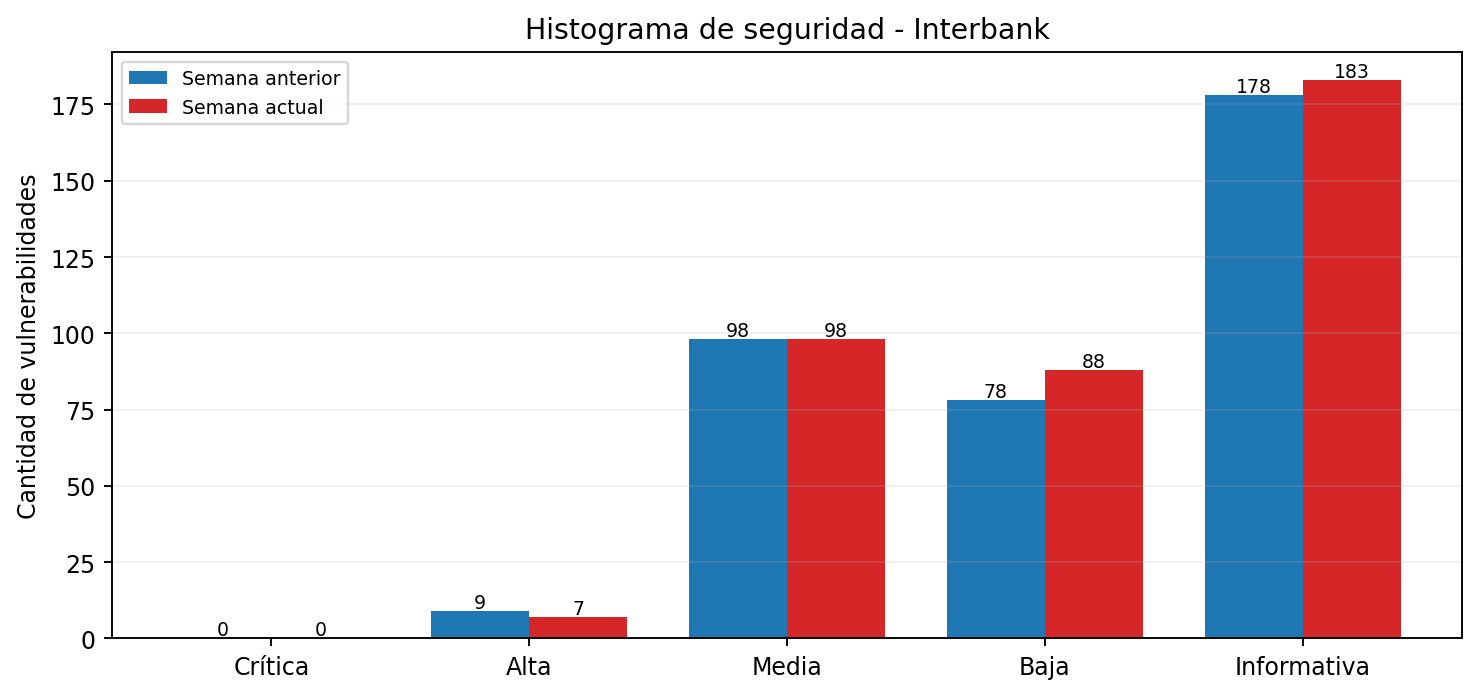 Histograma de seguridad - Interbank
Semana anterior
Semana actual
Cantidad de vulnerabilidades
175
150
125
100
75
50
25
0
0 0
9 7
98 98
78 88
178 183
Crítica Alta Media Baja Informativa